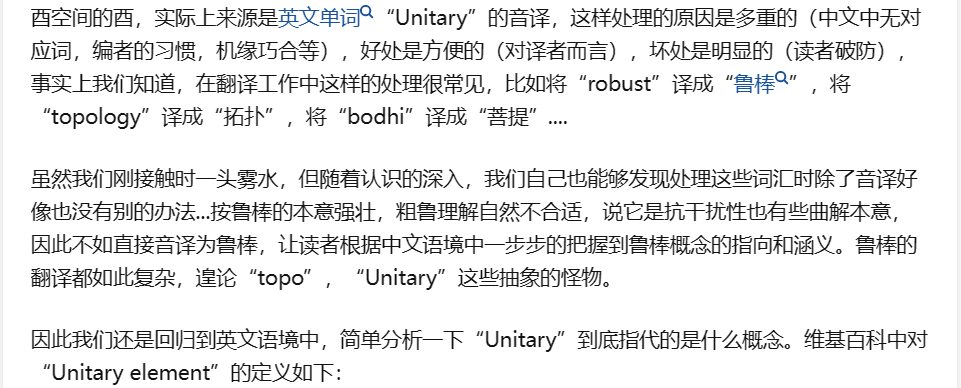 酉空间的酉，实际上来源是英文单词“Unitary”的音译，这样处理的原因是多重的（中文中无对
应词，编者的习惯，机缘巧合等），好处是方便的（对译者而言），坏处是明显的（读者破防），
事实上我们知道，在翻译工作中这样的处理很常见，比如将“robust”译成“鲁棒”，将
“topology”译成“拓扑”，将“bodhi”译成“菩提”....
虽然我们刚接触时一头雾水，但随着认识的深入，我们自己也能够发现处理这些词汇时除了音译好
像也没有别的办法...按鲁棒的本意强壮，粗鲁理解自然不合适，说它是抗干扰性也有些曲解本意，
因此不如直接音译为鲁棒，让读者根据中文语境中一步步的把握到鲁棒概念的指向和涵义。鲁棒的
翻译都如此复杂，遑论“topo”，“Unitary”这些抽象的怪物。
因此我们还是回归到英文语境中，简单分析一下“Unitary”到底指代的是什么概念。维基百科中对
“Unitary element”的定义如下：